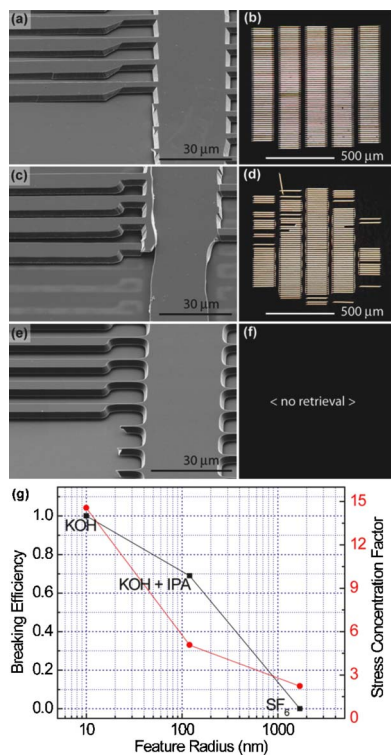 (a)
30 µm
(b)
500 µm
(c)
30 µm
(d)
500 µm
(e)
30 µm
(f)
< no retrieval >
(g)
Breaking Efficiency
1.0
0.8
0.6
0.4
0.2
0.0
KOH
KOH + IPA
SF6
15
12
9
6
3
0
Stress Concentration Factor
10
100
1000
Feature Radius (nm)